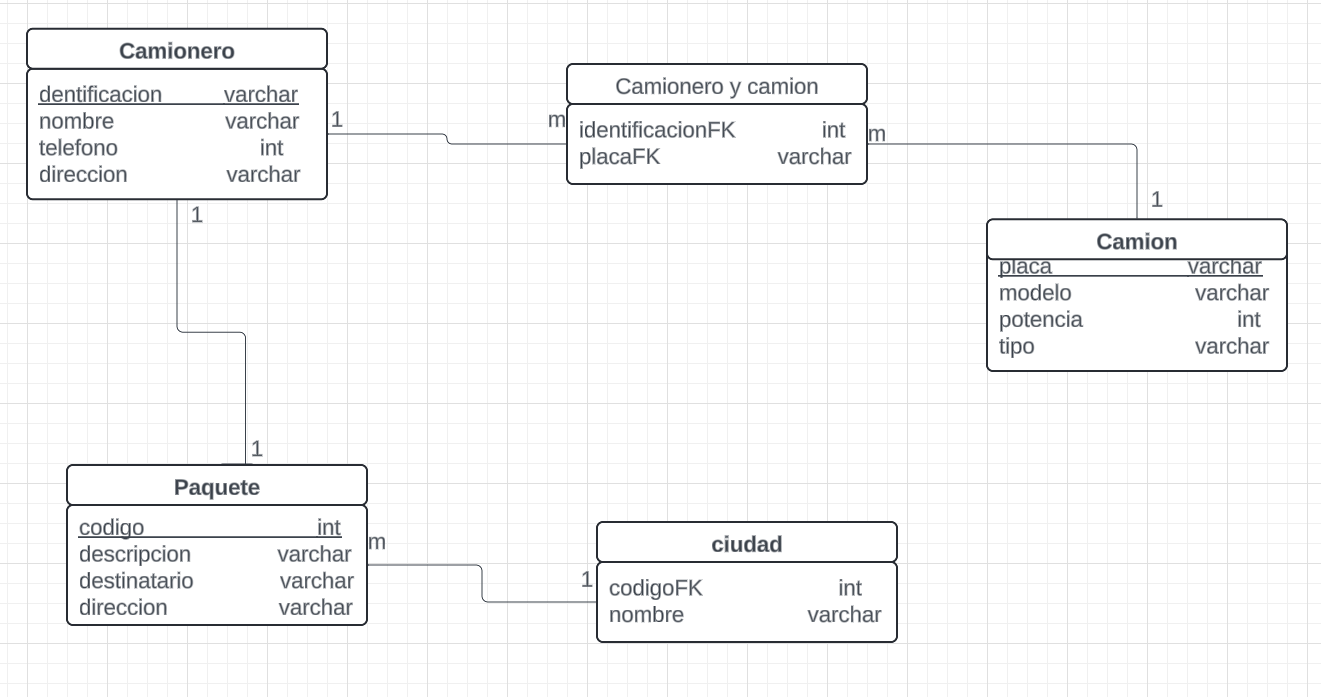 Camionero
dentificacion varchar
nombre varchar
telefono int
direccion varchar
1
m
Camionero y camion
identificacionFK int
placaFK varchar
m
1
Camion
placa varchar
modelo varchar
potencia int
tipo varchar
1
1
Paquete
codigo int
descripcion varchar
destinatario varchar
direccion varchar
m
1
ciudad
codigoFK int
nombre varchar